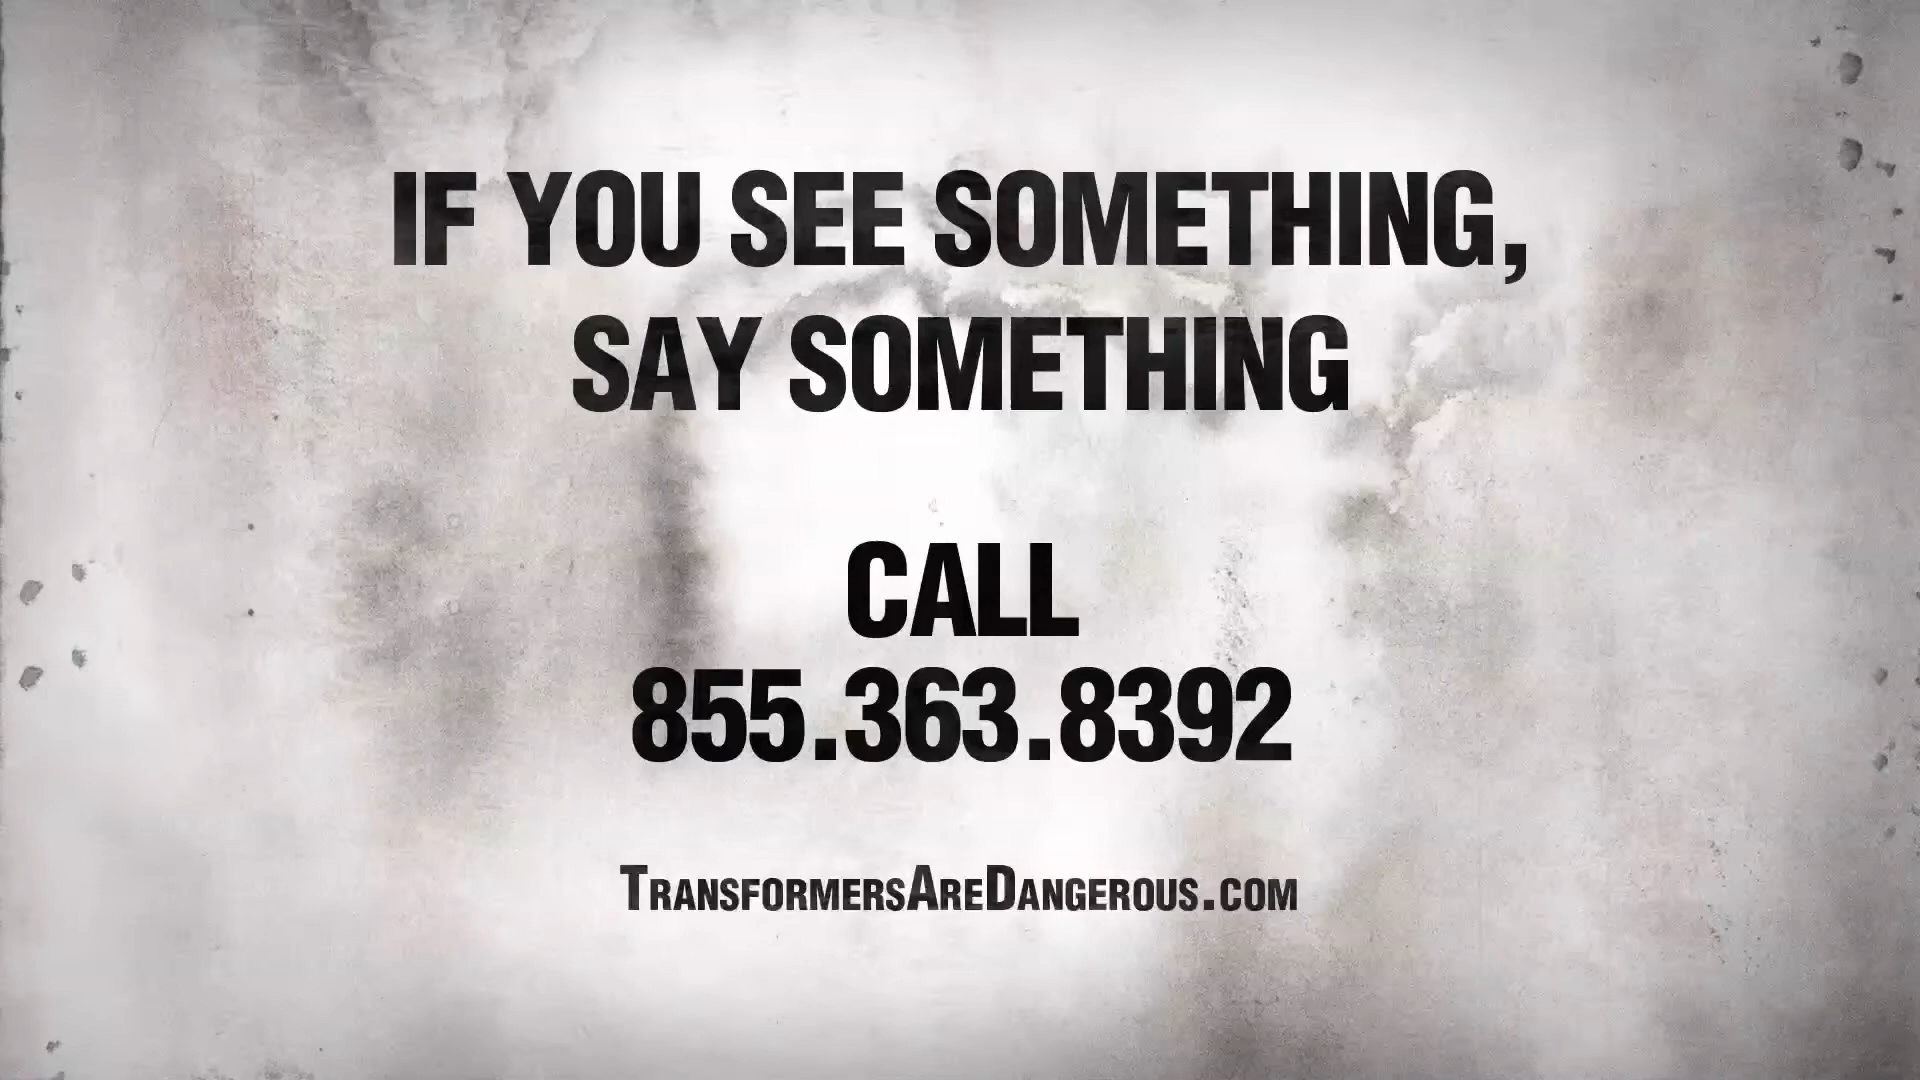 IF YOU SEE SOMETHING,
SAY SOMETHING
CALL
855.363.8392
TRANSFORMERSAREDANGEROUS.COM